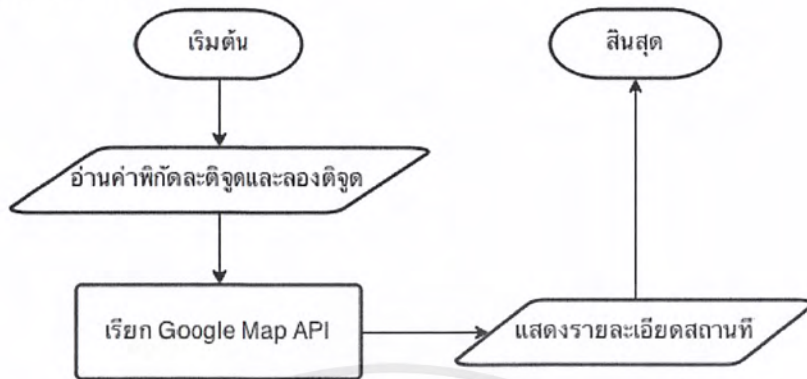 เริ่มต้น
สิ้นสุด
อ่านค่าพิกัดละติจูดและลองติจูด
เรียก Google Map API
แสดงรายละเอียดสถานที่